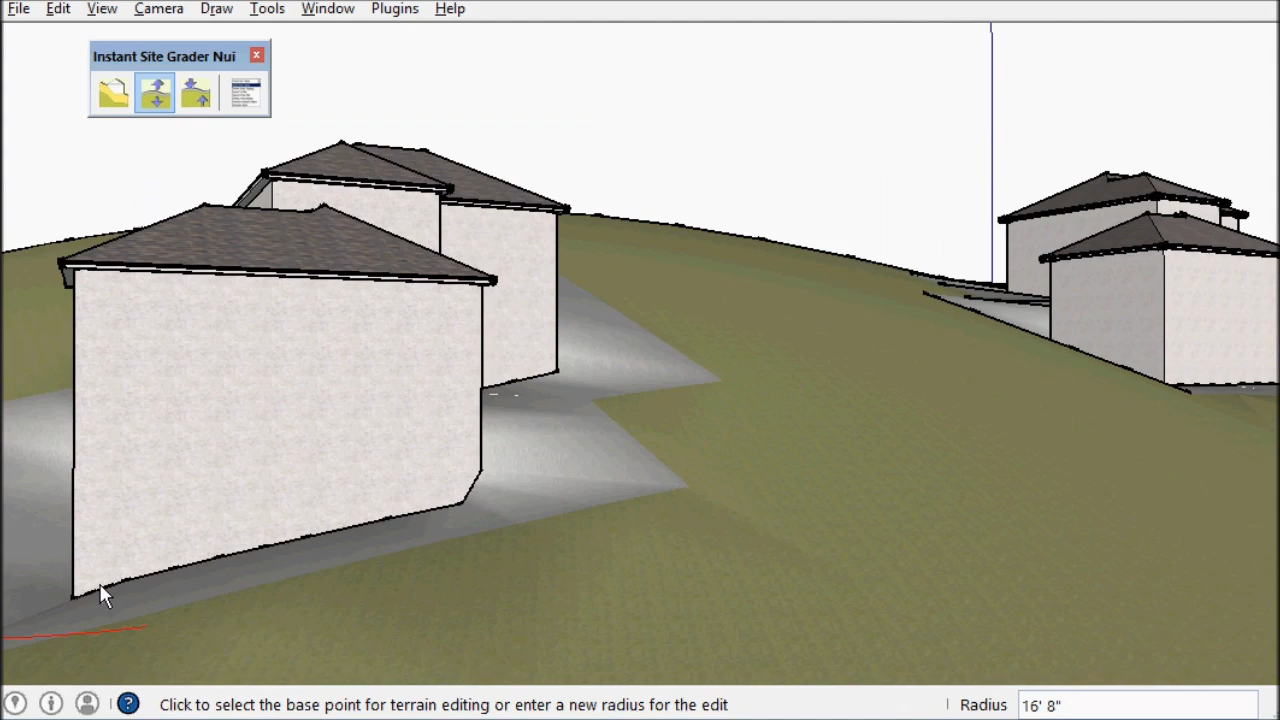 File Edit View Camera Draw Tools Window Plugins Help
Instant Site Grader Nui
Click to select the base point for terrain editing or enter a new radius for the edit
Radius 16' 8"